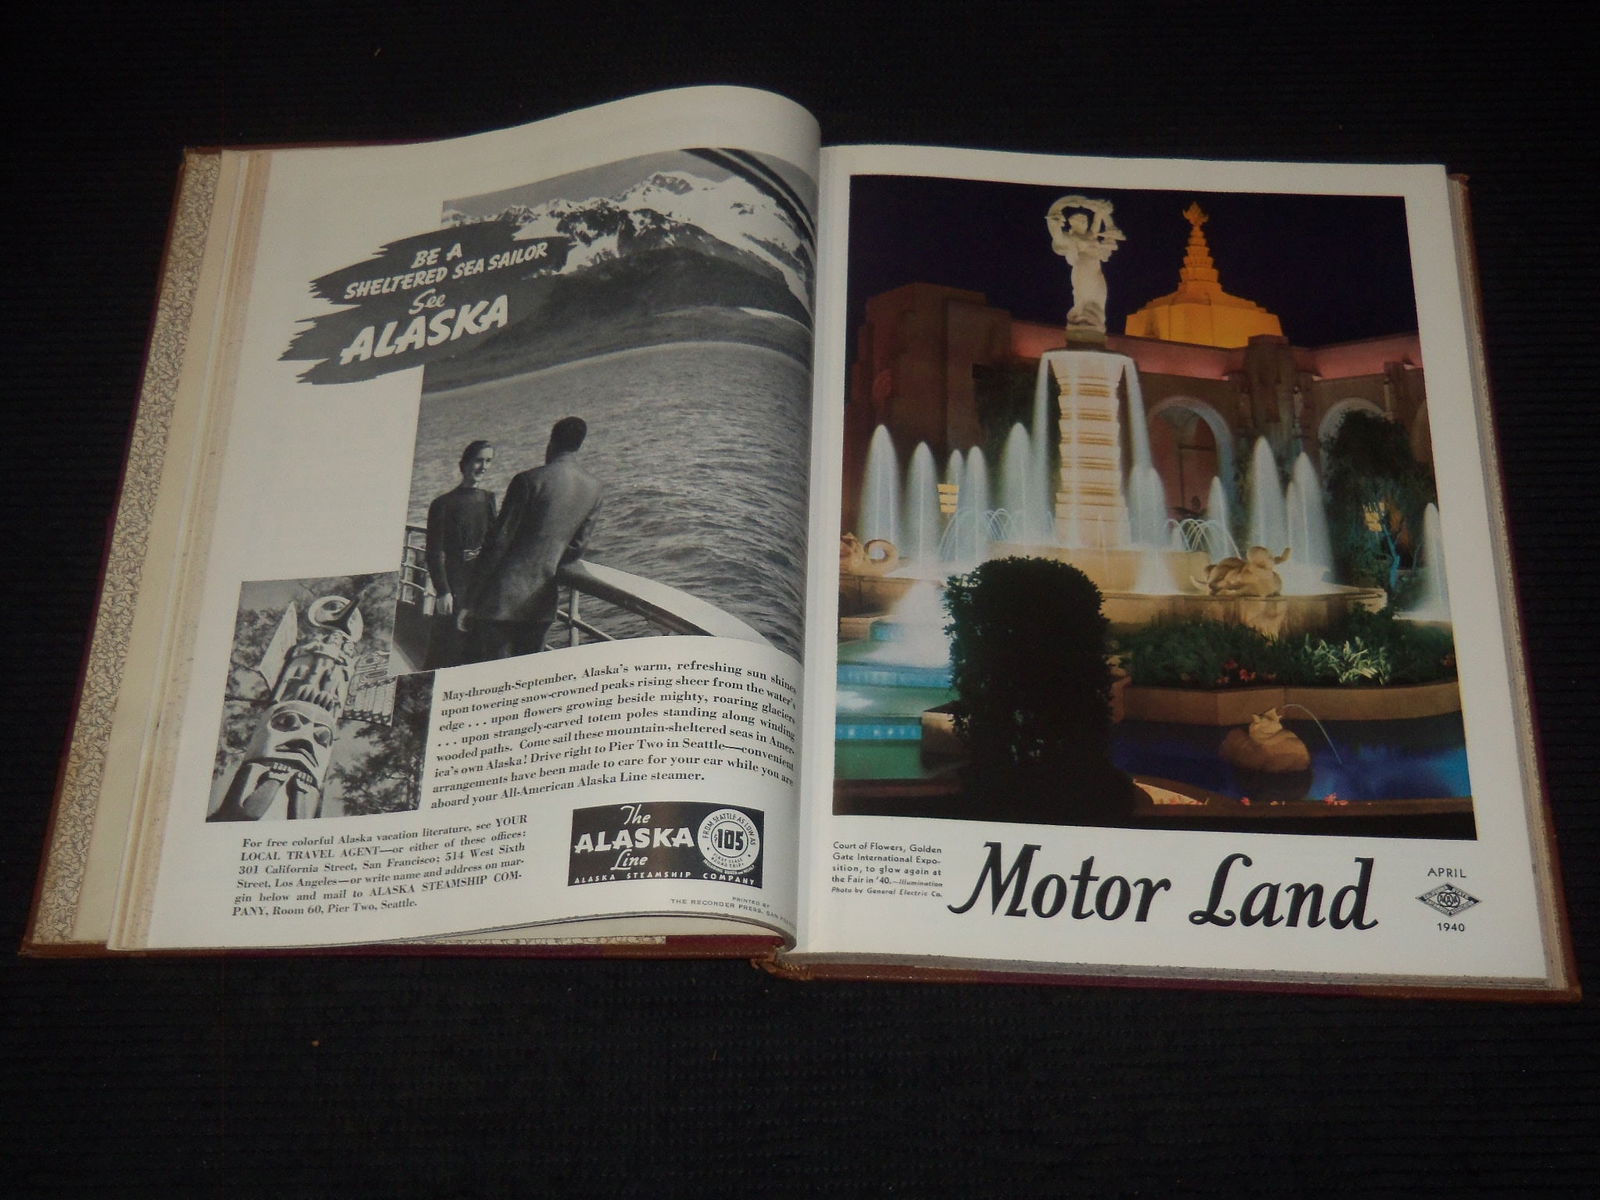 BE A
SHELTERED SEA SAILOR
See
ALASKA
May-through-September, Alaska's warm, refreshing sun shines
upon towering snow-crowned peaks rising sheer from the water's
edge . . . upon flowers growing beside mighty, roaring glaciers
. . . upon strangely-carved totem poles standing along winding
wooded paths. Come sail these mountain-sheltered seas in Amer-
ica's own Alaska! Drive right to Pier Two in Seattle—convenient
arrangements have been made to care for your car while you are
aboard your All-American Alaska Line steamer.
For free colorful Alaska vacation literature, see YOUR
LOCAL TRAVEL AGENT—or either of these offices:
301 California Street, San Francisco; 514 West Sixth
Street, Los Angeles—or write name and address on mar-
gin below and mail to ALASKA STEAMSHIP COM-
PANY, Room 60, Pier Two, Seattle.
The
ALASKA
Line
ALASKA STEAMSHIP COMPANY
FROM SEATTLE AS LOW AS
$105
PRINTED BY
THE RECORDER PRESS, SAN
Court of Flowers, Golden
Gate International Expo-
sition, to glow again at
the Fair in '40.—Illumination
Photo by General Electric Co.
Motor Land
APRIL
1940